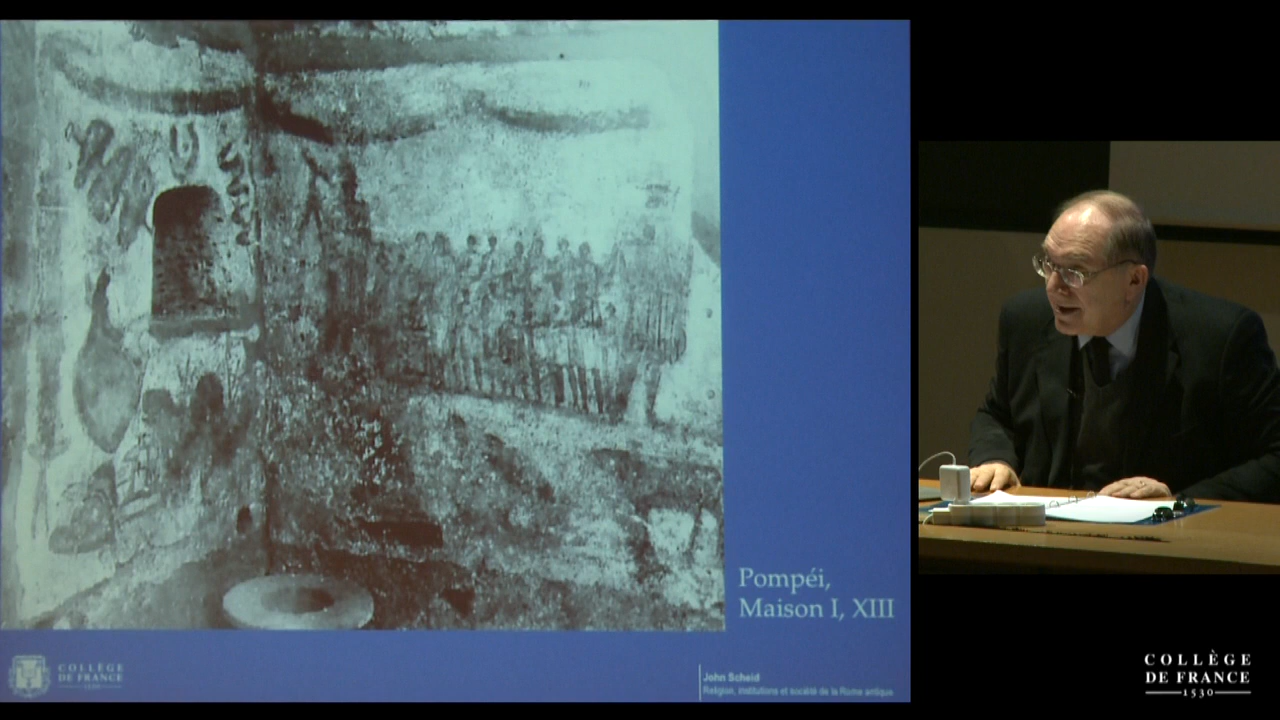 Pompéi,
Maison I, XIII
COLLÈGE
DE FRANCE
1530
John Scheid
Religion, institutions et société de la Rome antique
COLLÈGE
DE FRANCE
1530